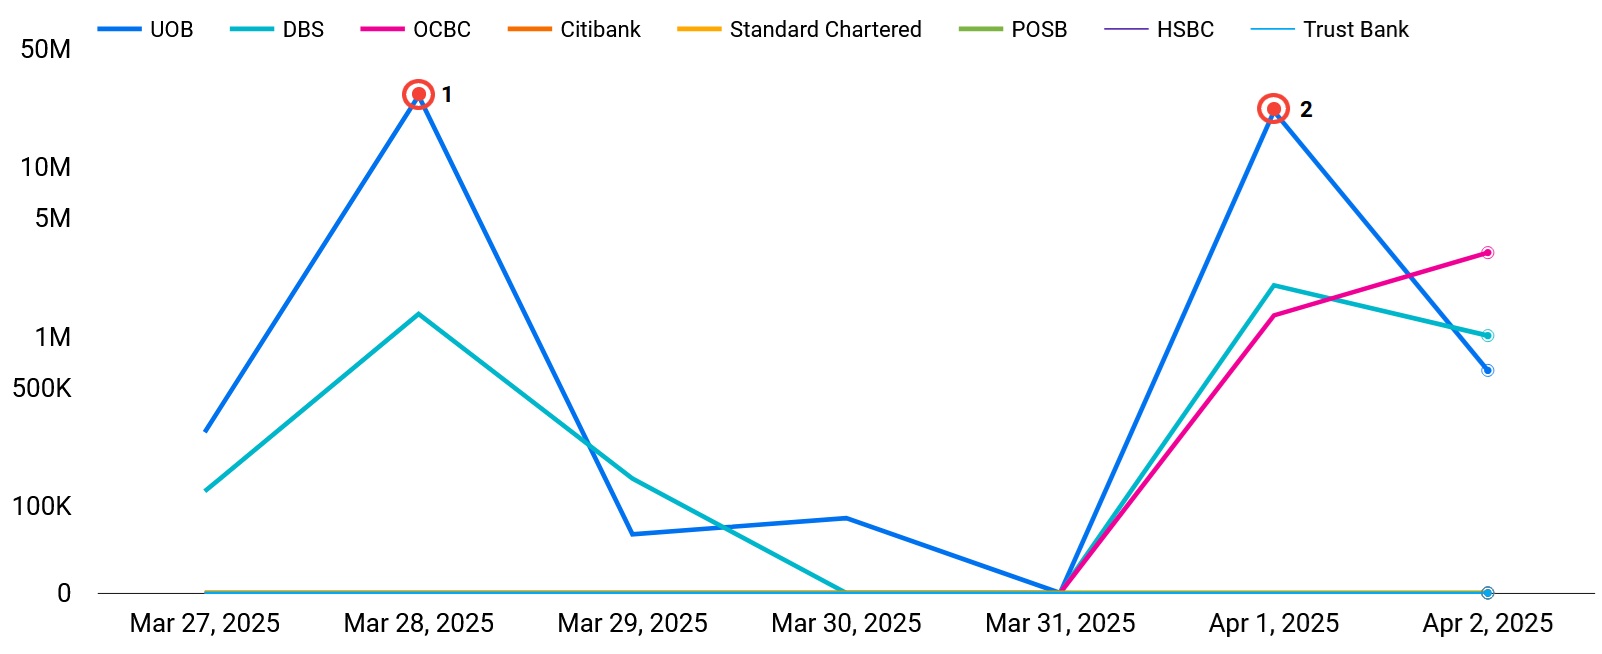 UOB DBS OCBC Citibank Standard Chartered POSB HSBC Trust Bank
50M
1
2
10M
5M
1M
500K
100K
0
Mar 27, 2025 Mar 28, 2025 Mar 29, 2025 Mar 30, 2025 Mar 31, 2025 Apr 1, 2025 Apr 2, 2025